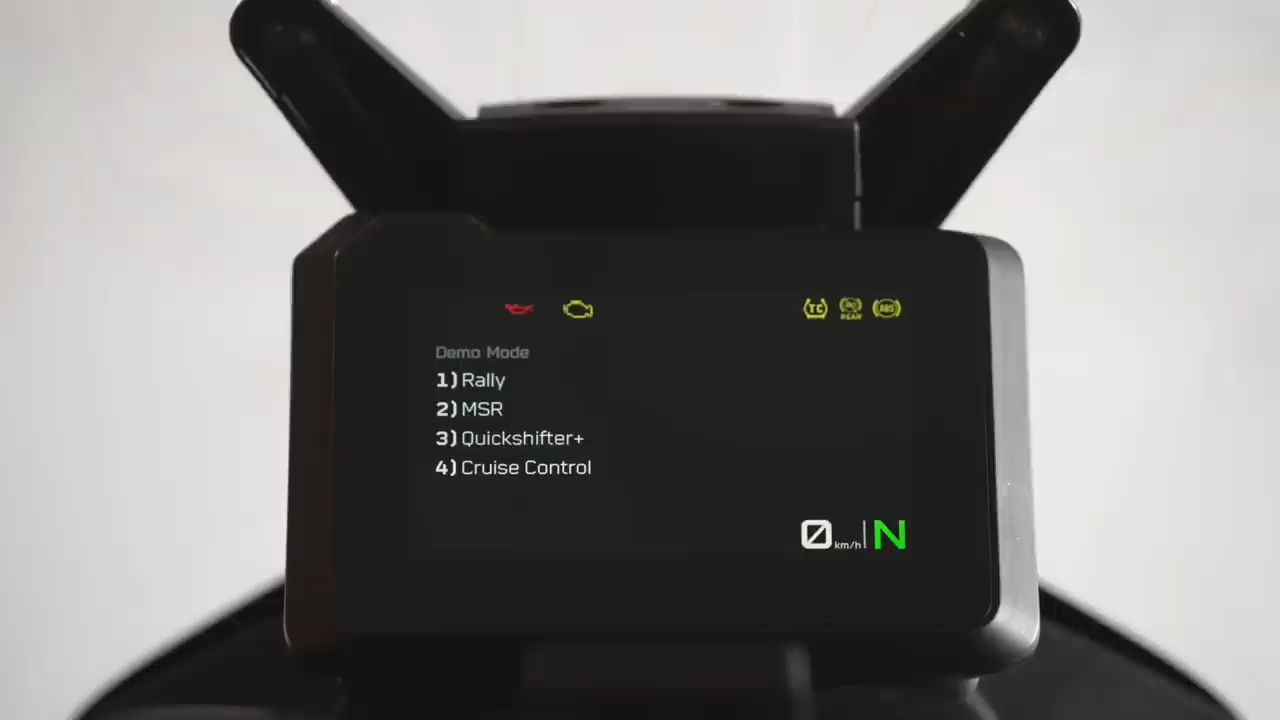 TC
REAR
ABS
Demo Mode
1) Rally
2) MSR
3) Quickshifter+
4) Cruise Control
0 km/h N